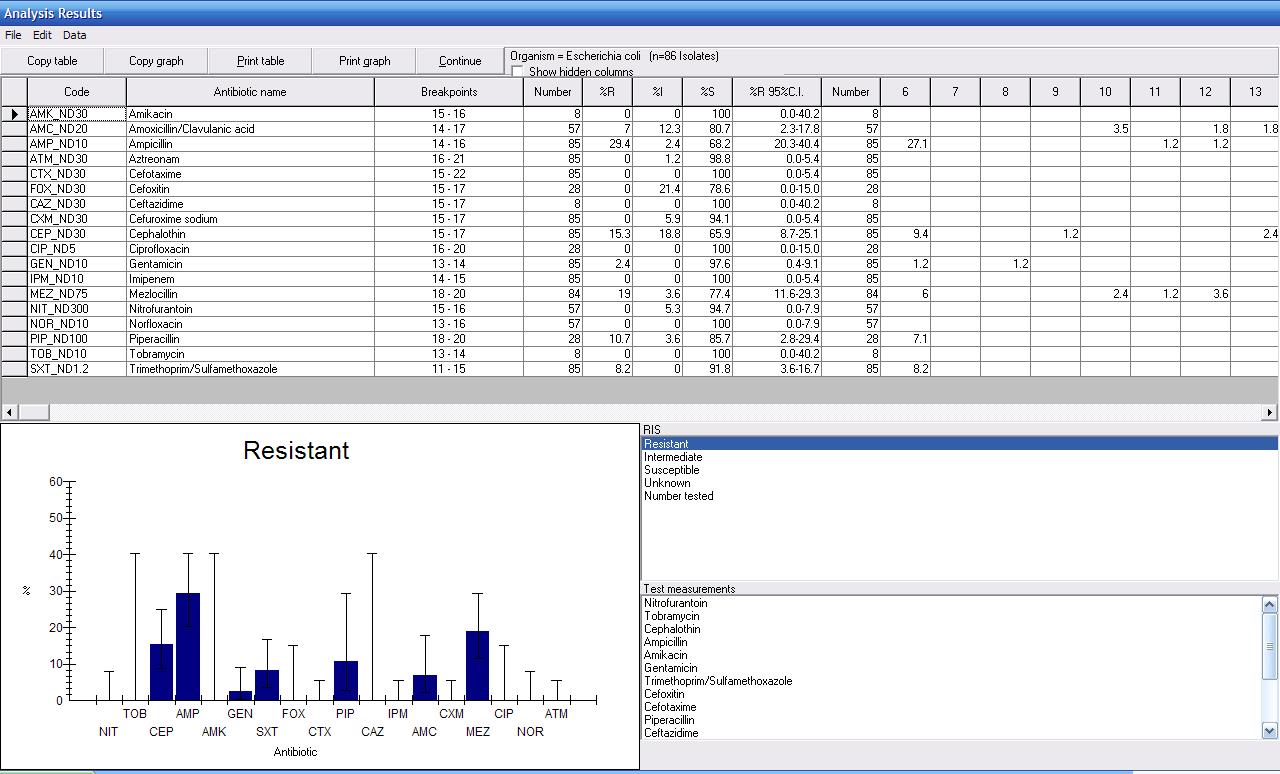 Analysis Results
File Edit Data
Copy table Copy graph Print table Print graph Continue Organism = Escherichia coli (n=86 Isolates)
Show hidden columns
Code Antibiotic name Breakpoints Number %R %I %S %R 95%C.I. Number 6 7 8 9 10 11 12 13
AMK_ND30 Amikacin 15 - 16 8 0 0 100 0.0-40.2 8
AMC_ND20 Amoxicillin/Clavulanic acid 14 - 17 57 7 12.3 80.7 2.3-17.8 57 3.5 1.8 1.8
AMP_ND10 Ampicillin 14 - 16 85 29.4 2.4 68.2 20.3-40.4 85 27.1 1.2 1.2
ATM_ND30 Aztreonam 16 - 21 85 0 1.2 98.8 0.0-5.4 85
CTX_ND30 Cefotaxime 15 - 22 85 0 0 100 0.0-5.4 85
FOX_ND30 Cefoxitin 15 - 17 28 0 21.4 78.6 0.0-15.0 28
CAZ_ND30 Ceftazidime 15 - 17 8 0 0 100 0.0-40.2 8
CXM_ND30 Cefuroxime sodium 15 - 17 85 0 5.9 94.1 0.0-5.4 85
CEP_ND30 Cephalothin 15 - 17 85 15.3 18.8 65.9 8.7-25.1 85 9.4 1.2 2.4
CIP_ND5 Ciprofloxacin 16 - 20 28 0 0 100 0.0-15.0 28
GEN_ND10 Gentamicin 13 - 14 85 2.4 0 97.6 0.4-9.1 85 1.2 1.2
IPM_ND10 Imipenem 14 - 15 85 0 0 100 0.0-5.4 85
MEZ_ND75 Mezlocillin 18 - 20 84 19 3.6 77.4 11.6-29.3 84 6 2.4 1.2 3.6
NIT_ND300 Nitrofurantoin 15 - 16 57 0 5.3 94.7 0.0-7.9 57
NOR_ND10 Norfloxacin 13 - 16 57 0 0 100 0.0-7.9 57
PIP_ND100 Piperacillin 18 - 20 28 10.7 3.6 85.7 2.8-29.4 28 7.1
TOB_ND10 Tobramycin 13 - 14 8 0 0 100 0.0-40.2 8
SXT_ND1.2 Trimethoprim/Sulfamethoxazole 11 - 15 85 8.2 0 91.8 3.6-16.7 85 8.2
Resistant
60
50
40
%
30
20
10
0
TOB AMP GEN FOX PIP IPM CXM CIP ATM
NIT CEP AMK SXT CTX CAZ AMC MEZ NOR
Antibiotic
RIS
Resistant
Intermediate
Susceptible
Unknown
Number tested
Test measurements
Nitrofurantoin
Tobramycin
Cephalothin
Ampicillin
Amikacin
Gentamicin
Trimethoprim/Sulfamethoxazole
Cefoxitin
Cefotaxime
Piperacillin
Ceftazidime